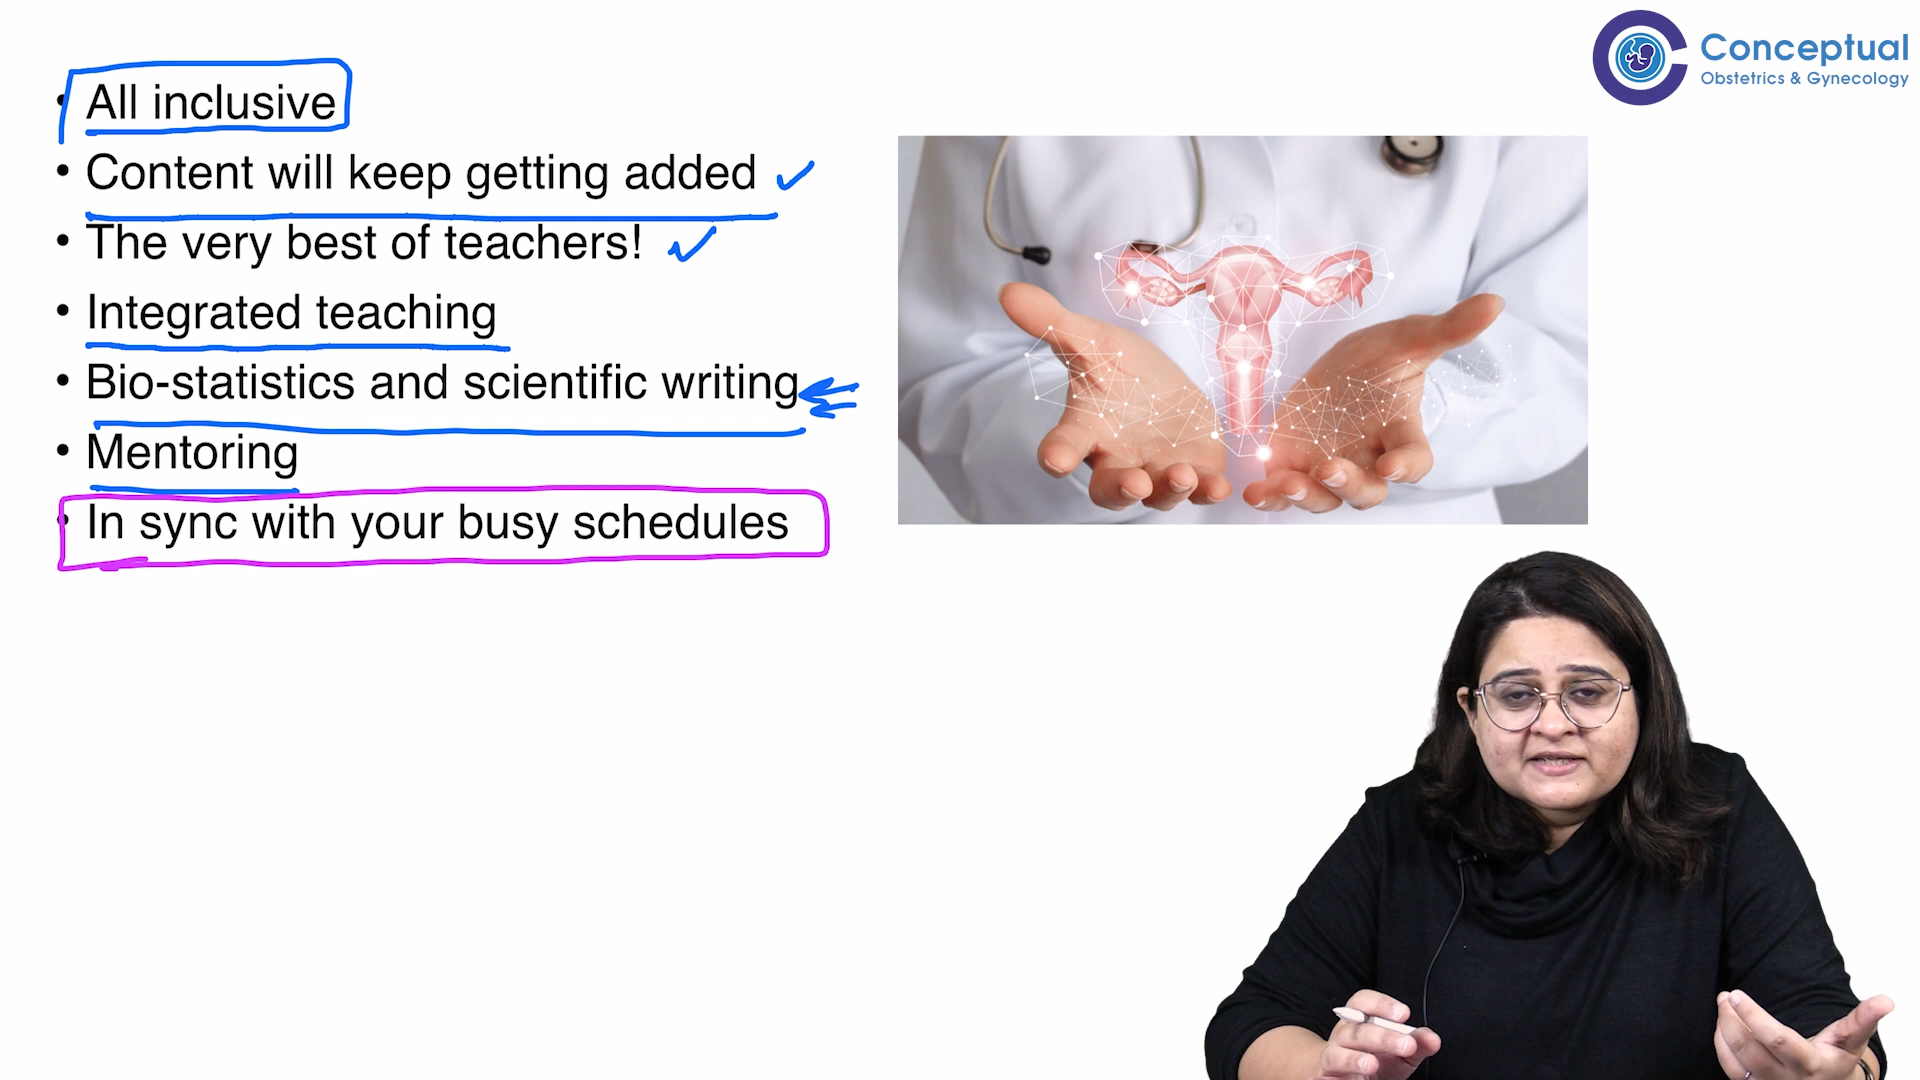 Conceptual
Obstetrics & Gynecology
• All inclusive
• Content will keep getting added
• The very best of teachers!
• Integrated teaching
• Bio-statistics and scientific writing
• Mentoring
• In sync with your busy schedules